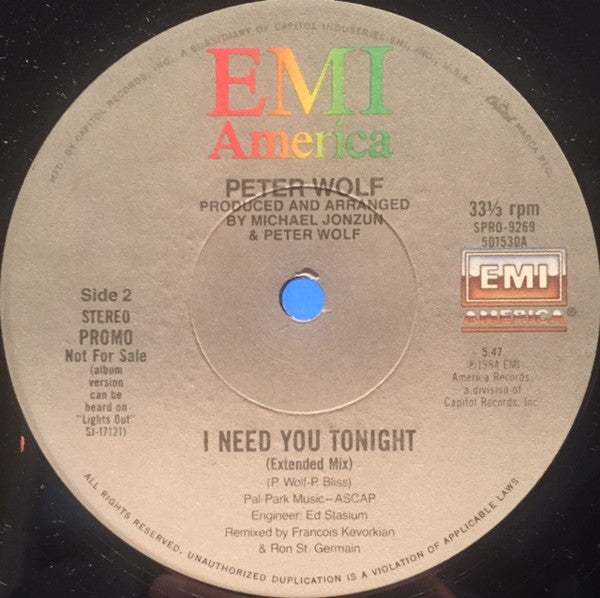 MFD. BY CAPITOL RECORDS, INC., A SUBSIDIARY OF CAPITOL INDUSTRIES-EMI, INC., U.S.A.
Capitol MARCA REG.
EMI
America
PETER WOLF
PRODUCED AND ARRANGED
BY MICHAEL JONZUN
& PETER WOLF
33⅓ rpm
SPRO-9269
501530A
EMI
AMERICA®
Side 2
STEREO
PROMO
Not For Sale
(album
version
can be
heard on
"Lights Out"
SJ-17121)
5:47
℗1984 EMI
America Records,
a division of
Capitol Records, Inc.
I NEED YOU TONIGHT
(Extended Mix)
(P. Wolf-P. Bliss)
Pal-Park Music—ASCAP
Engineer: Ed Stasium
Remixed by Francois Kevorkian
& Ron St. Germain
ALL RIGHTS RESERVED. UNAUTHORIZED DUPLICATION IS A VIOLATION OF APPLICABLE LAWS